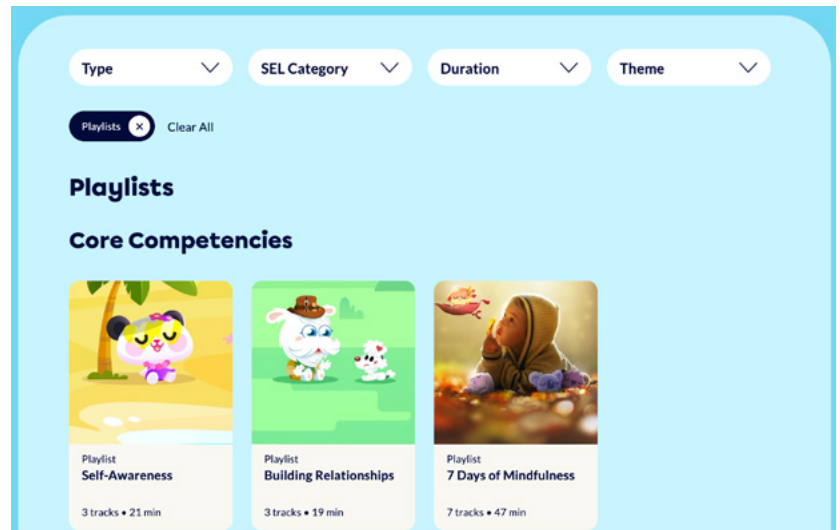 Type
SEL Category
Duration
Theme
Playlists
Clear All
Playlists
Core Competencies
Playlist
Self-Awareness
3 tracks • 21 min
Playlist
Building Relationships
3 tracks • 19 min
Playlist
7 Days of Mindfulness
7 tracks • 47 min